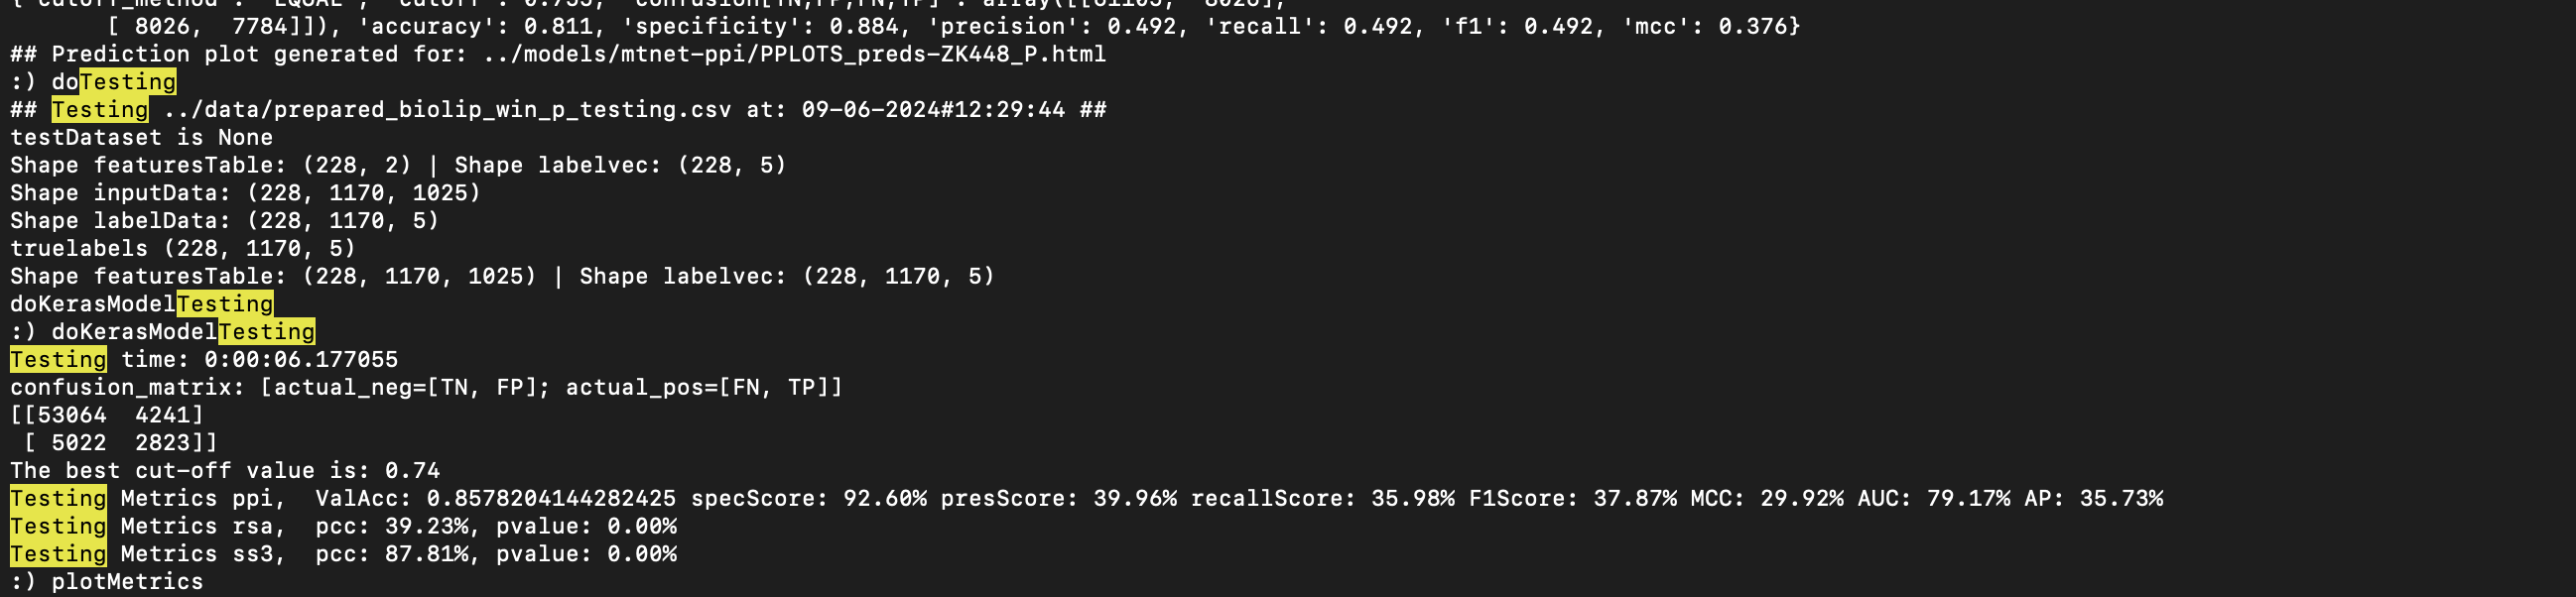 [ 8026,  7784]]), 'accuracy': 0.811, 'specificity': 0.884, 'precision': 0.492, 'recall': 0.492, 'f1': 0.492, 'mcc': 0.376}
## Prediction plot generated for: ../models/mtnet-ppi/PPLOTS_preds-ZK448_P.html
:) doTesting
## Testing ../data/prepared_biolip_win_p_testing.csv at: 09-06-2024#12:29:44 ##
testDataset is None
Shape featuresTable: (228, 2) | Shape labelvec: (228, 5)
Shape inputData: (228, 1170, 1025)
Shape labelData: (228, 1170, 5)
truelabels (228, 1170, 5)
Shape featuresTable: (228, 1170, 1025) | Shape labelvec: (228, 1170, 5)
doKerasModelTesting
:) doKerasModelTesting
Testing time: 0:00:06.177055
confusion_matrix: [actual_neg=[TN, FP]; actual_pos=[FN, TP]]
[[53064  4241]
 [ 5022  2823]]
The best cut-off value is: 0.74
Testing Metrics ppi,  ValAcc: 0.8578204144282425 specScore: 92.60% presScore: 39.96% recallScore: 35.98% F1Score: 37.87% MCC: 29.92% AUC: 79.17% AP: 35.73%
Testing Metrics rsa,  pcc: 39.23%, pvalue: 0.00%
Testing Metrics ss3,  pcc: 87.81%, pvalue: 0.00%
:) plotMetrics